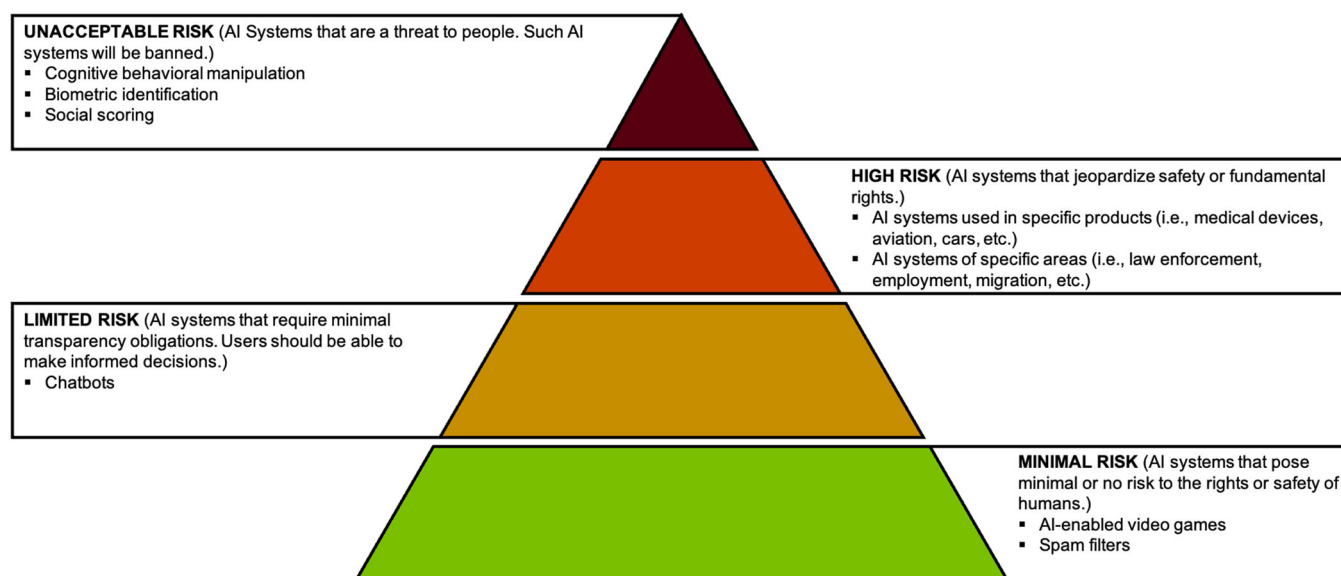 UNACCEPTABLE RISK (AI Systems that are a threat to people. Such AI
systems will be banned.)
▪ Cognitive behavioral manipulation
▪ Biometric identification
▪ Social scoring
HIGH RISK (AI systems that jeopardize safety or fundamental
rights.)
▪ AI systems used in specific products (i.e., medical devices,
aviation, cars, etc.)
▪ AI systems of specific areas (i.e., law enforcement,
employment, migration, etc.)
LIMITED RISK (AI systems that require minimal
transparency obligations. Users should be able to
make informed decisions.)
▪ Chatbots
MINIMAL RISK (AI systems that pose
minimal or no risk to the rights or safety of
humans.)
▪ AI-enabled video games
▪ Spam filters